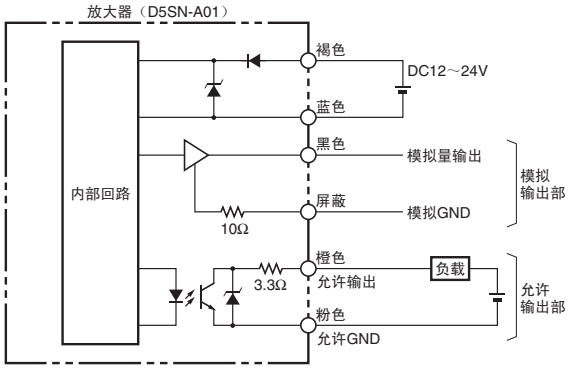 放大器（D5SN-A01）
褐色
DC12～24V
蓝色
黑色
模拟量输出
模拟
输出部
内部回路
屏蔽
10Ω
模拟GND
橙色
负载
3.3Ω
允许输出
允许
输出部
粉色
允许GND